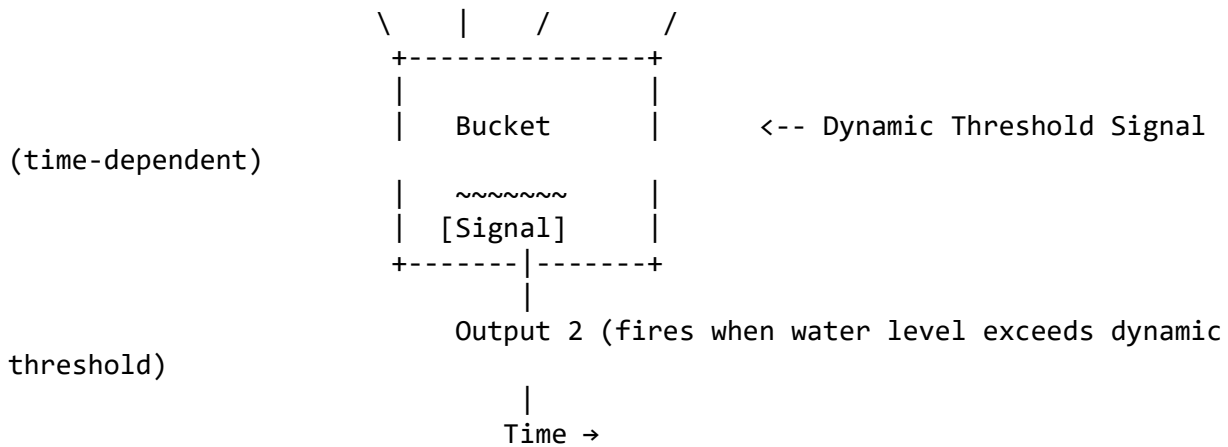 Bucket <-- Dynamic Threshold Signal
(time-dependent)
~~~~~~~
[Signal]
Output 2 (fires when water level exceeds dynamic
threshold)
Time →